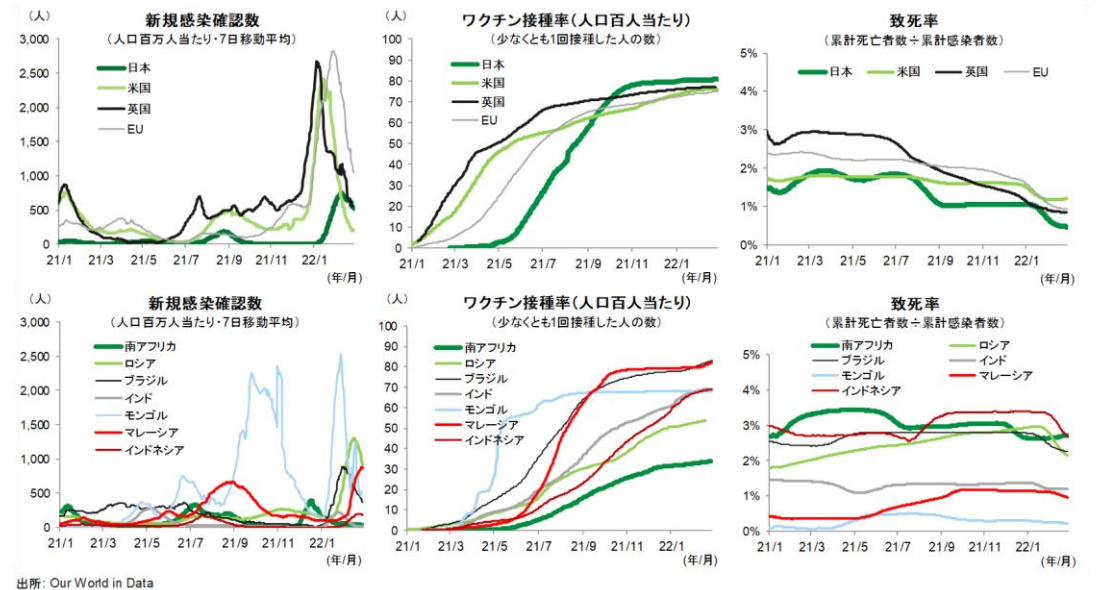 (人)
新規感染確認数
(人口百万人当たり・7日移動平均)
3,000
2,500
2,000
1,500
1,000
500
0
日本
米国
英国
EU
21/1 21/3 21/5 21/7 21/9 21/11 22/1
(年/月)
(人)
ワクチン接種率(人口百人当たり)
(少なくとも1回接種した人の数)
100
90
80
70
60
50
40
30
20
10
0
日本
米国
英国
EU
21/1 21/3 21/5 21/7 21/9 21/11 22/1
(年/月)
致死率
(累計死亡者数÷累計感染者数)
5%
4%
3%
2%
1%
0%
日本 米国 英国 EU
21/1 21/3 21/5 21/7 21/9 21/11 22/1
(年/月)
(人)
新規感染確認数
(人口百万人当たり・7日移動平均)
3,000
2,500
2,000
1,500
1,000
500
0
南アフリカ
ロシア
ブラジル
インド
モンゴル
マレーシア
インドネシア
21/1 21/3 21/5 21/7 21/9 21/11 22/1
(年/月)
(人)
ワクチン接種率(人口百人当たり)
(少なくとも1回接種した人の数)
100
90
80
70
60
50
40
30
20
10
0
南アフリカ
ロシア
ブラジル
インド
モンゴル
マレーシア
インドネシア
21/1 21/3 21/5 21/7 21/9 21/11 22/1
(年/月)
致死率
(累計死亡者数÷累計感染者数)
5%
4%
3%
2%
1%
0%
南アフリカ ロシア
ブラジル インド
モンゴル マレーシア
インドネシア
21/1 21/3 21/5 21/7 21/9 21/11 22/1
(年/月)
出所: Our World in Data